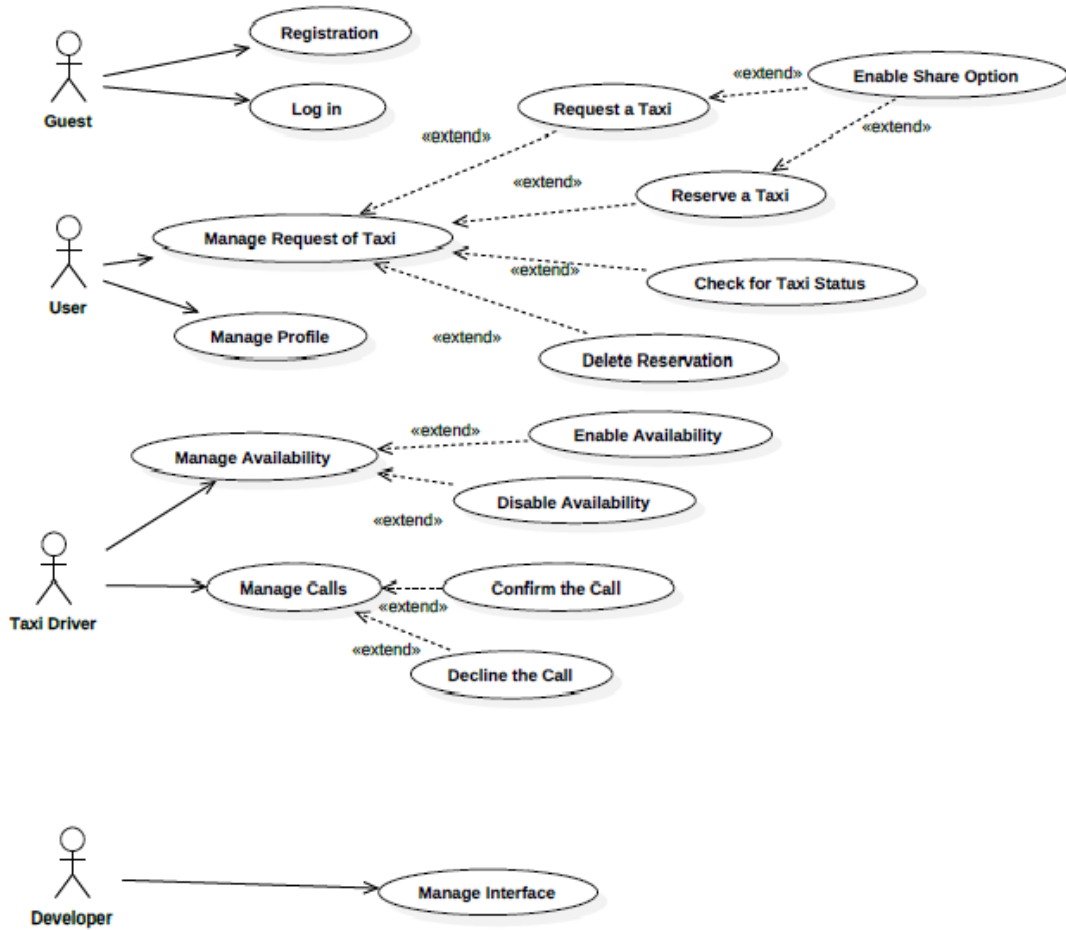 Registration
Guest
Log in
«extend»
Enable Share Option
Request a Taxi
«extend»
«extend»
«extend»
Reserve a Taxi
User
Manage Request of Taxi
«extend»
Check for Taxi Status
Manage Profile
«extend»
Delete Reservation
Manage Availability
«extend»
Enable Availability
Disable Availability
«extend»
Taxi Driver
Manage Calls
Confirm the Call
«extend»
«extend»
Decline the Call
Developer
Manage Interface